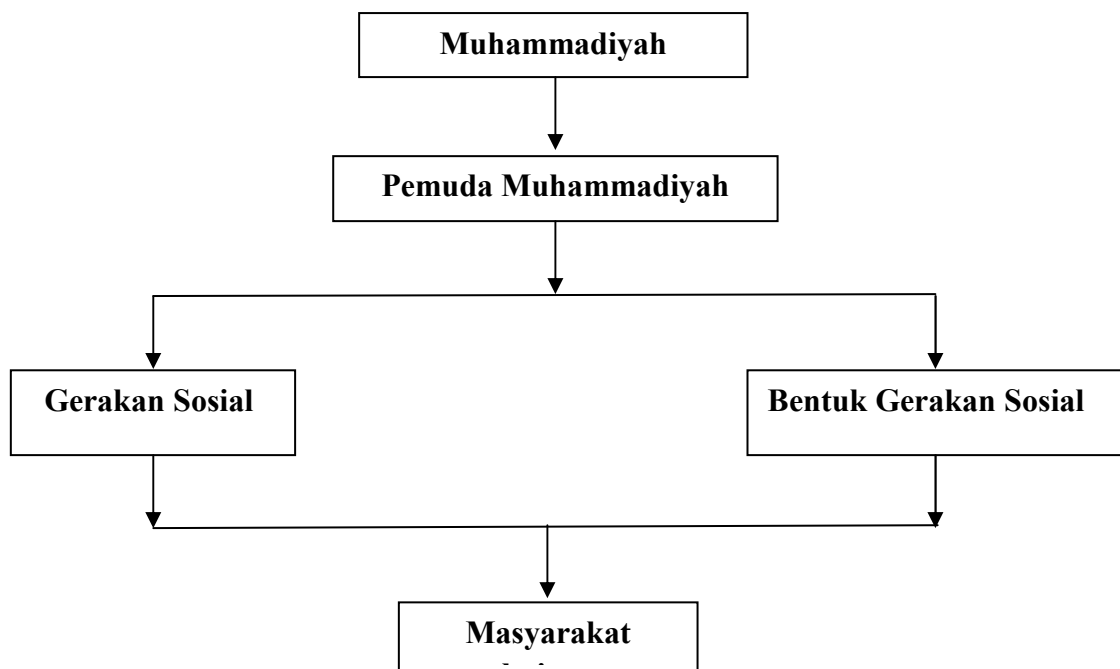 Muhammadiyah
Pemuda Muhammadiyah
Gerakan Sosial
Bentuk Gerakan Sosial
Masyarakat